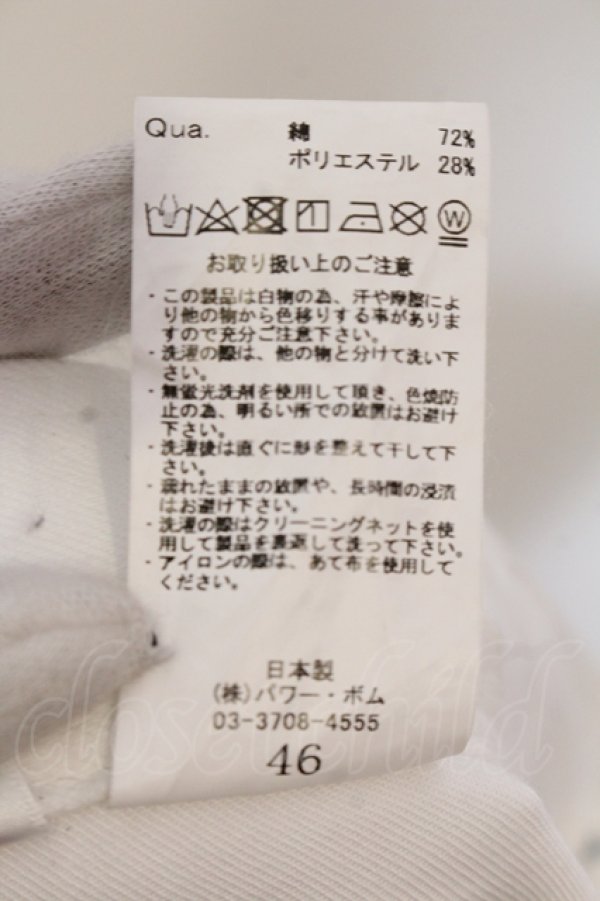 Qua. 綿 72%
ポリエステル 28%
W
お取り扱い上のご注意
・この製品は白物の為、汗や摩擦によ
り他の物から色移りする事がありま
すので充分ご注意下さい。
・洗濯の際は、他の物と分けて洗い下
さい。
・無蛍光洗剤を使用して頂き、色焼防
止の為、明るい所での放置はお避け
下さい。
・洗濯後は直ぐに形を整えて干して下
さい。
・濡れたままの放置や、長時間の浸漬
はお避け下さい。
・洗濯の際はクリーニングネットを使
用して製品を裏返して洗って下さい。
・アイロンの際は、あて布を使用して
ください。
日本製
(株)パワー・ボム
03-3708-4555
46
closet child